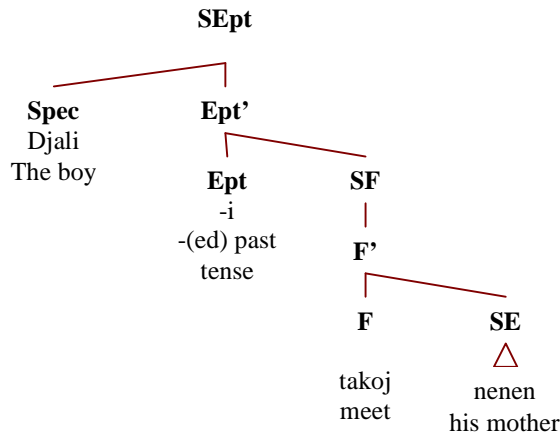 SEpt
Spec Ept’
Djali
The boy
Ept SF
-i
-(ed) past
tense
F’
F SE
takoj nenen
meet his mother